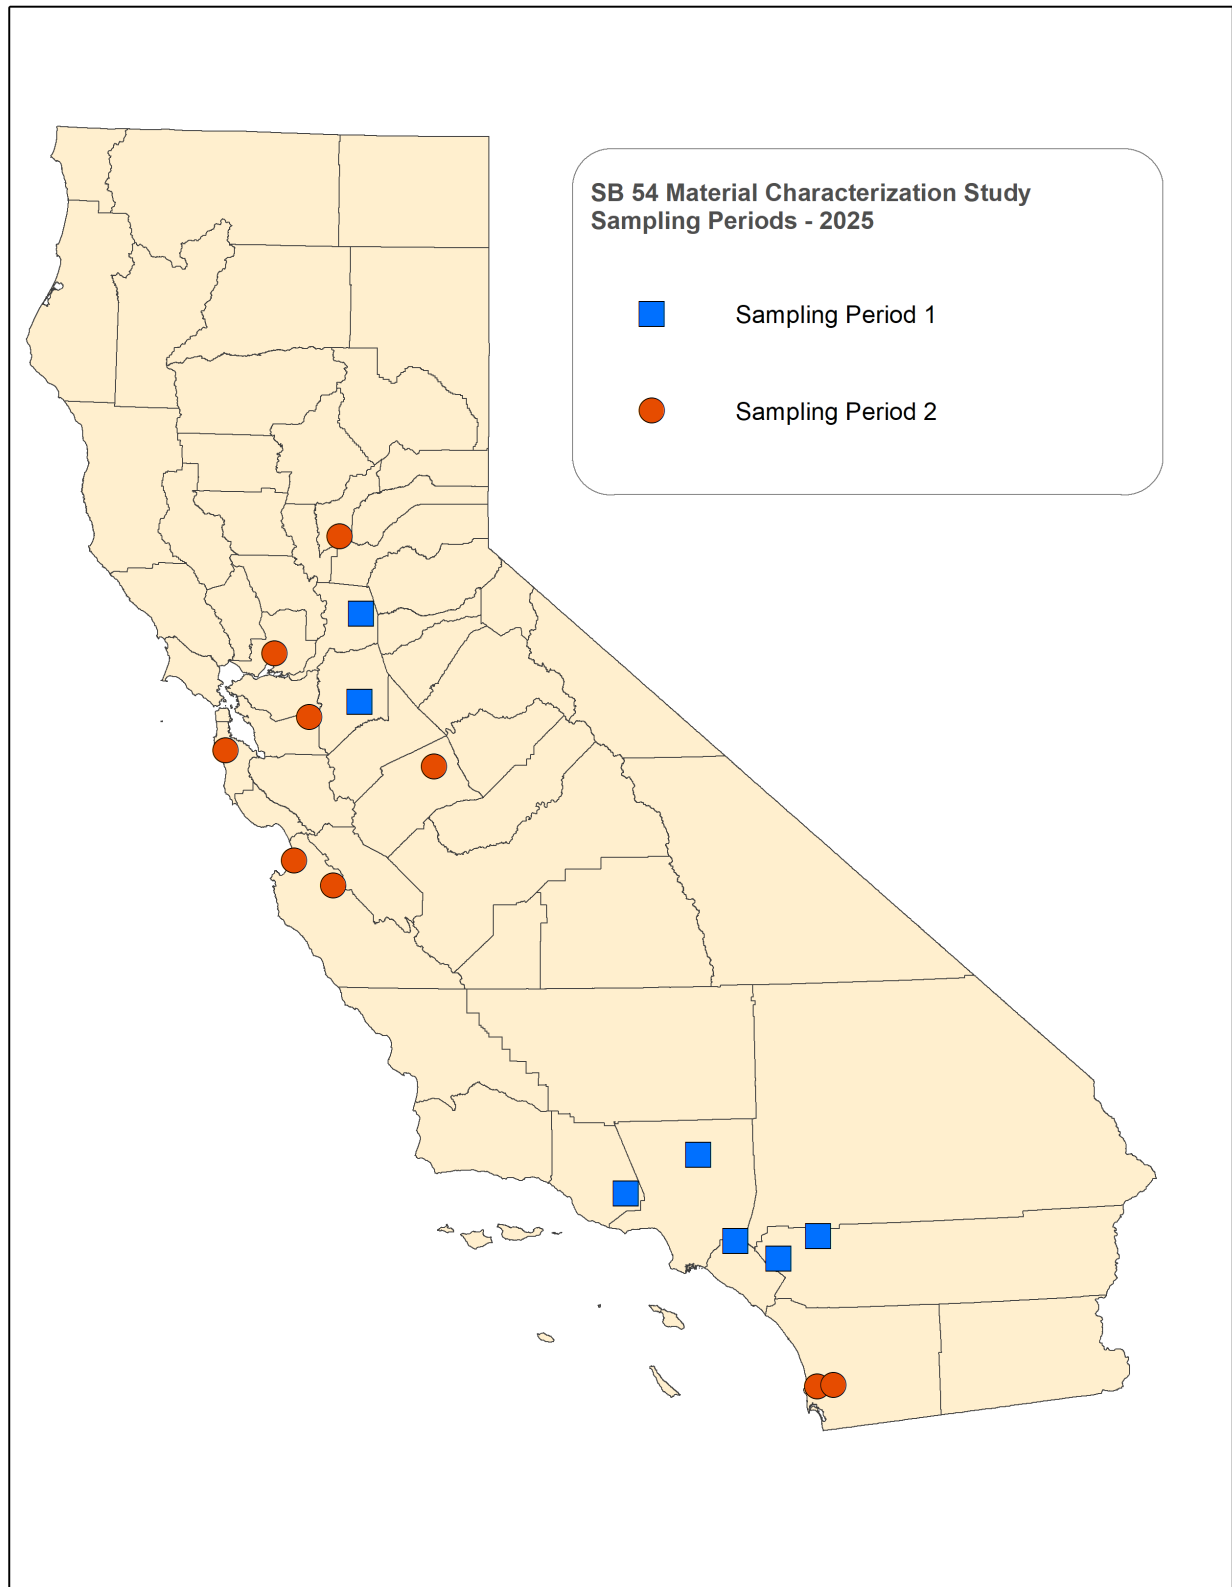 SB 54 Material Characterization Study
Sampling Periods - 2025
Sampling Period 1
Sampling Period 2